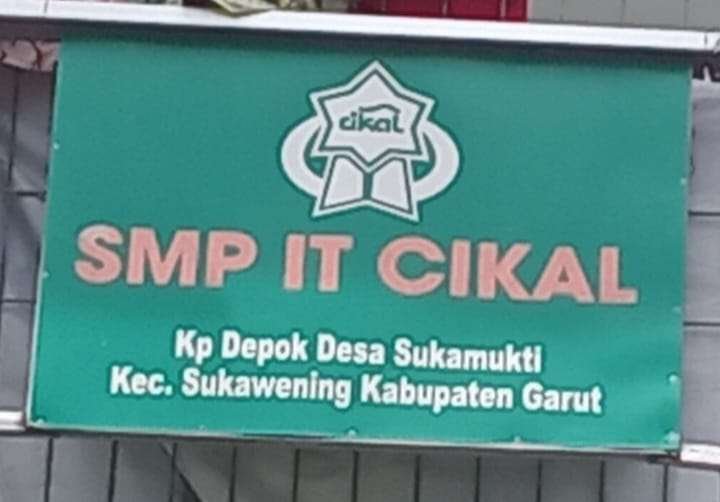 cikal
SMP IT CIKAL
Kp Depok Desa Sukamukti
Kec. Sukawening Kabupaten Garut